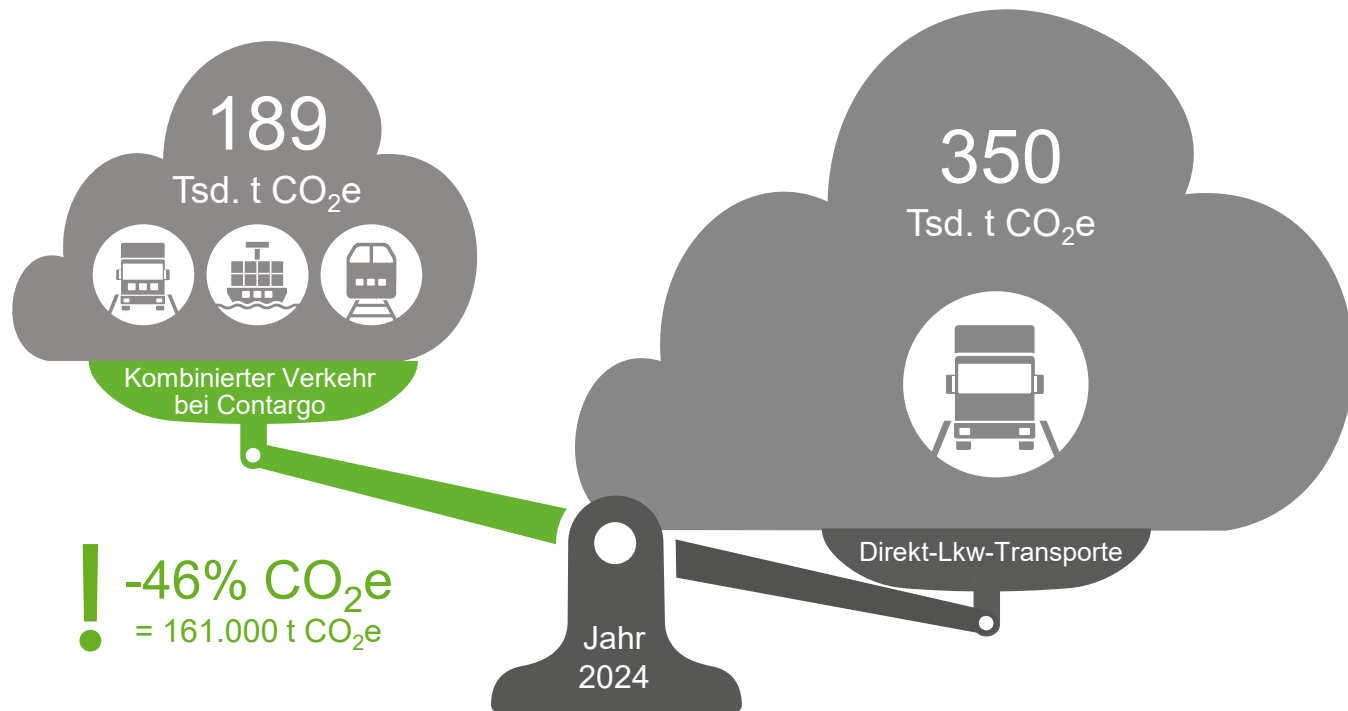 189
Tsd. t CO₂e
Kombinierter Verkehr
bei Contargo
350
Tsd. t CO₂e
Direkt-Lkw-Transporte
! -46% CO₂e
= 161.000 t CO₂e
Jahr
2024